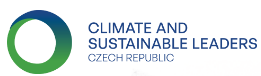 CLIMATE AND
SUSTAINABLE LEADERS
CZECH REPUBLIC